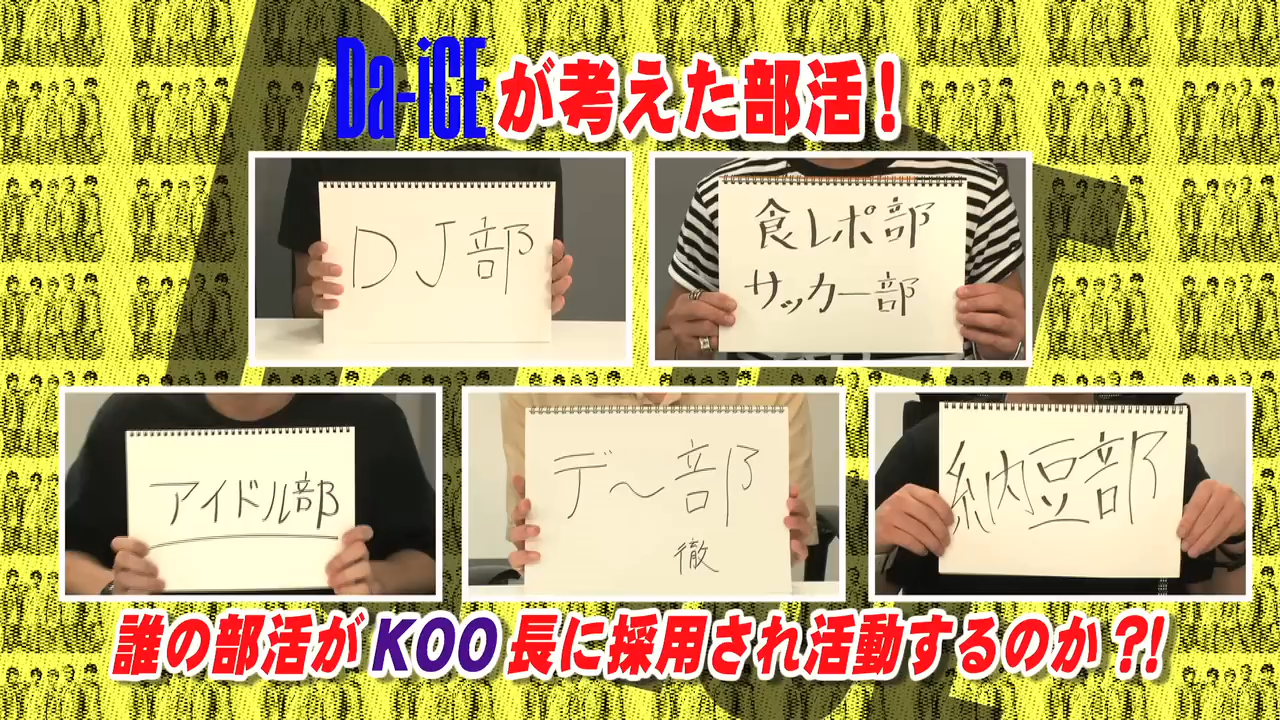 Da-iCEが考えた部活!
DJ部
食レポ部
サッカー部
アイドル部
デ〜部
徹
納豆部
誰の部活がKOO長に採用され活動するのか?!